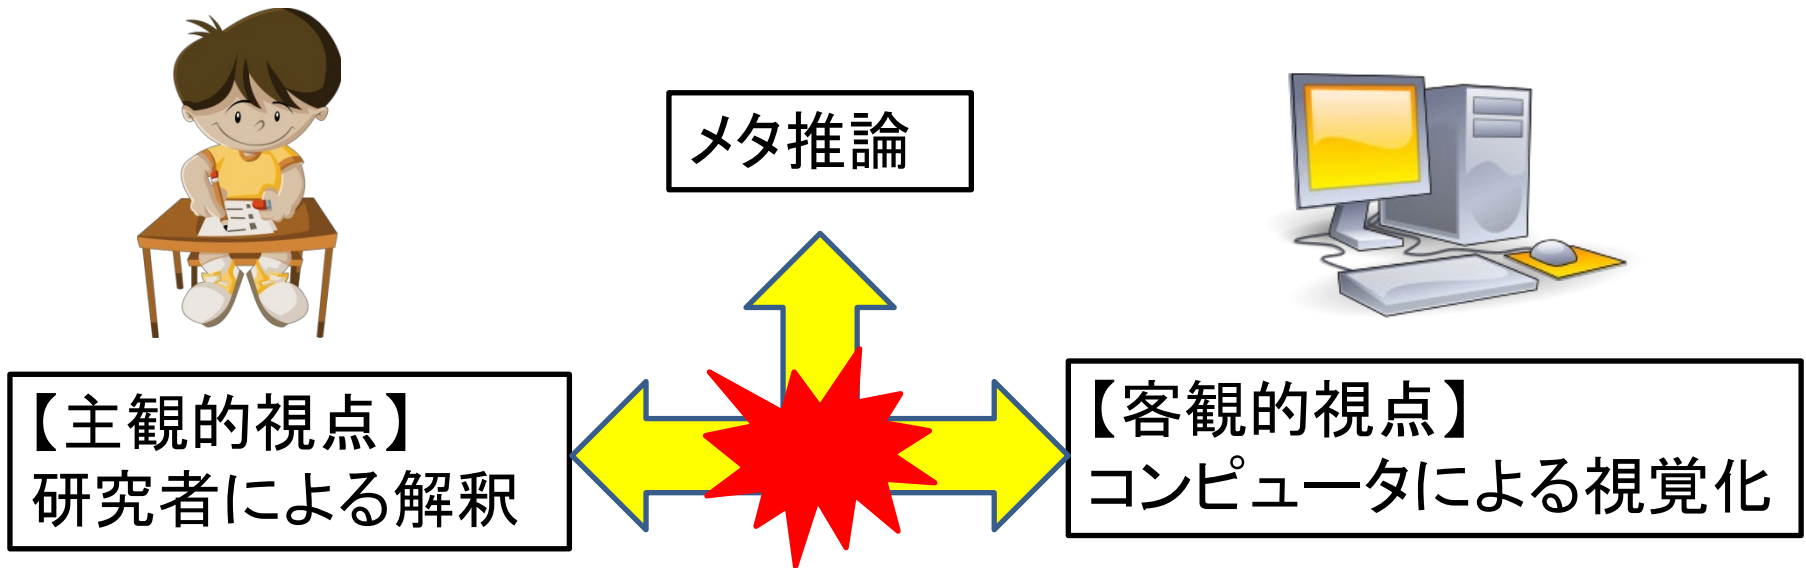 メタ推論
【主観的視点】
研究者による解釈
【客観的視点】
コンピュータによる視覚化